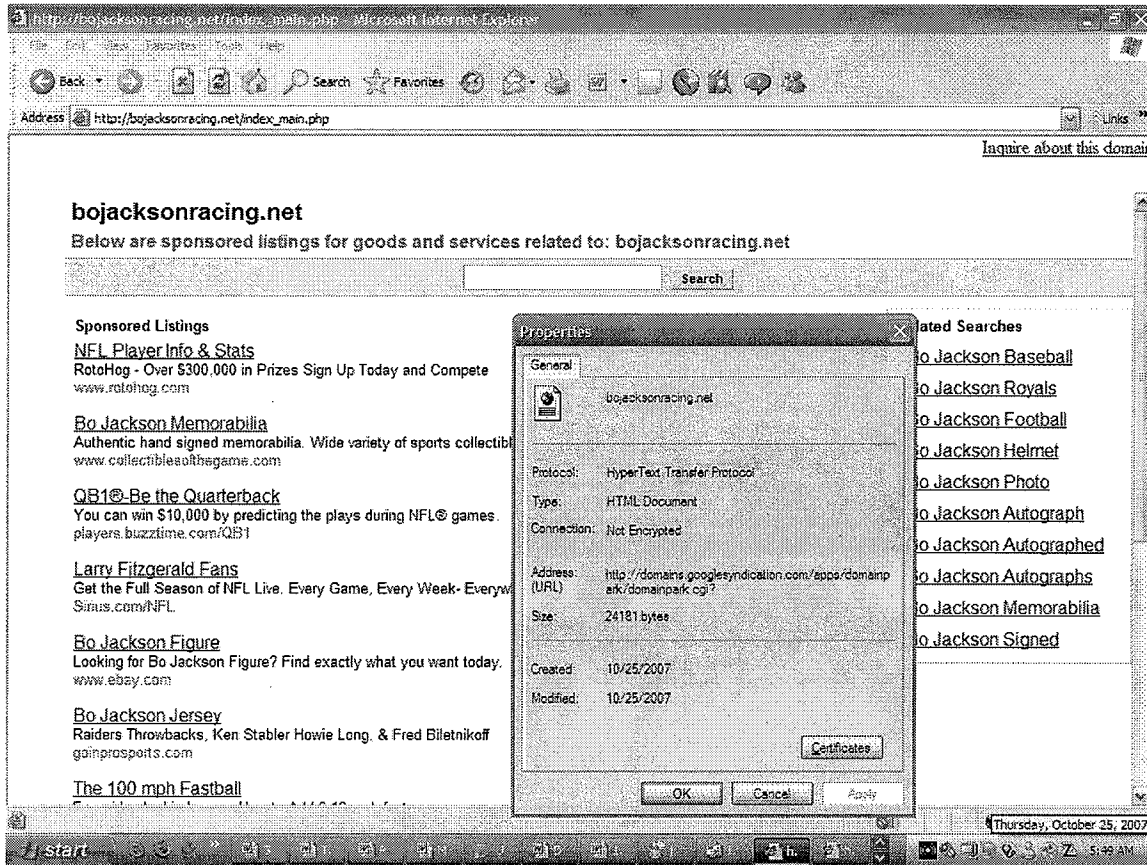 http://bojacksonracing.net/index_main.php - Microsoft Internet Explorer
File Edit View Favorites Tools Help
Back Search Favorites
Address http://bojacksonracing.net/index_main.php Links »
Inquire about this domain
bojacksonracing.net
Below are sponsored listings for goods and services related to: bojacksonracing.net
Search
Sponsored Listings
NFL Player Info & Stats
RotoHog - Over $300,000 in Prizes Sign Up Today and Compete
www.rotohog.com
Bo Jackson Memorabilia
Authentic hand signed memorabilia. Wide variety of sports collectibl
www.collectiblesofthegame.com
QB1®-Be the Quarterback
You can win $10,000 by predicting the plays during NFL® games.
players.buzztime.com/QB1
Larry Fitzgerald Fans
Get the Full Season of NFL Live. Every Game, Every Week- Everyw
Sirius.com/NFL
Bo Jackson Figure
Looking for Bo Jackson Figure? Find exactly what you want today.
www.ebay.com
Bo Jackson Jersey
Raiders Throwbacks, Ken Stabler Howie Long, & Fred Biletnikoff
goinprosports.com
The 100 mph Fastball
Properties
General
bojacksonracing.net
Protocol: HyperText Transfer Protocol
Type: HTML Document
Connection: Not Encrypted
Address: http://domains.googlesyndication.com/apps/domainp
(URL) ark/domainpark.cgi?
Size: 24181 bytes
Created: 10/25/2007
Modified: 10/25/2007
Certificates
OK Cancel Apply
lated Searches
o Jackson Baseball
o Jackson Royals
o Jackson Football
o Jackson Helmet
o Jackson Photo
o Jackson Autograph
o Jackson Autographed
o Jackson Autographs
o Jackson Memorabilia
o Jackson Signed
Thursday, October 25, 2007
start 5:49 AM